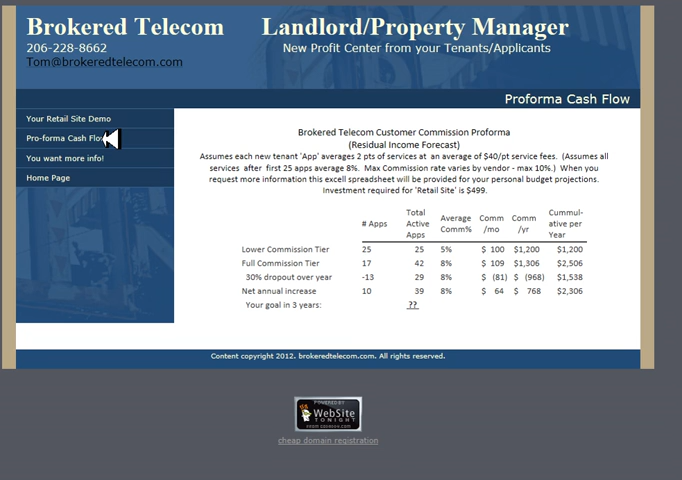 Brokered Telecom Landlord/Property Manager
206-228-8662 New Profit Center from your Tenants/Applicants
Tom@brokeredtelecom.com
Proforma Cash Flow
Your Retail Site Demo
Pro-forma Cash Flow
You want more info!
Home Page
Brokered Telecom Customer Commission Proforma
(Residual Income Forecast)
Assumes each new tenant 'App' averages 2 pts of services at an average of $40/pt service fees. (Assumes all
services after first 25 apps average 8%. Max Commission rate varies by vendor - max 10%.) When you
request more information this excell spreadsheet will be provided for your personal budget projections.
Investment required for 'Retail Site' is $499.
# Apps Total Active Apps Average Comm% Comm /mo Comm /yr Cummul-ative per Year
Lower Commission Tier 25 25 5% $ 100 $1,200 $1,200
Full Commission Tier 17 42 8% $ 109 $1,306 $2,506
30% dropout over year -13 29 8% $ (81) $ (968) $1,538
Net annual increase 10 39 8% $ 64 $ 768 $2,306
Your goal in 3 years: ??
Content copyright 2012. brokeredtelecom.com. All rights reserved.
POWERED BY
WebSite
TONIGHT
cheap domain registration